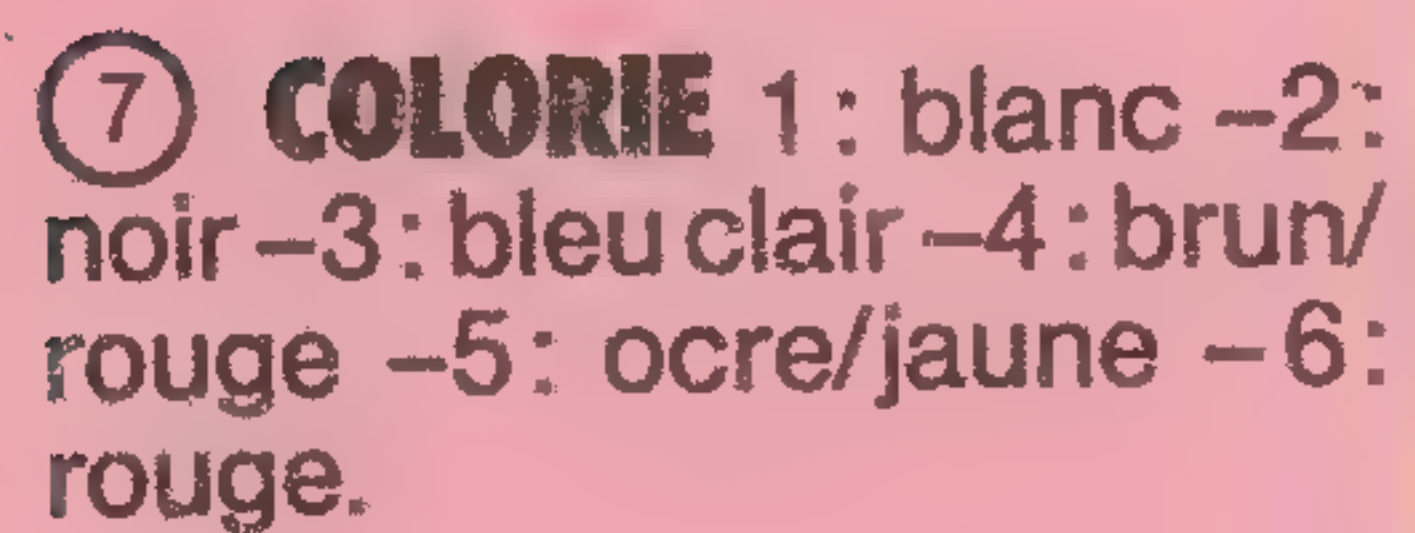 7 COLORIE 1 : blanc –2 :
noir –3 : bleu clair –4 : brun/
rouge –5 : ocre/jaune –6 :
rouge.